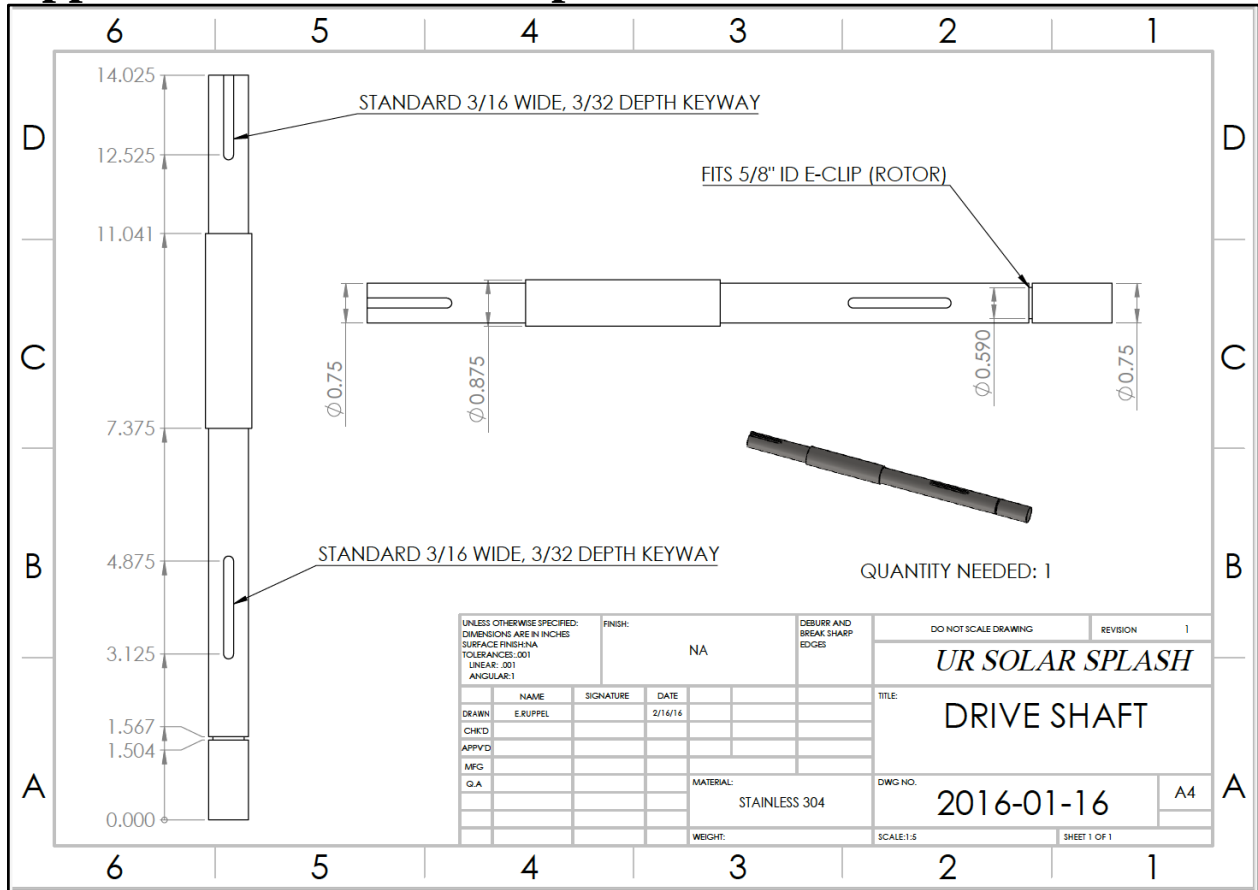 6 5 4 3 2 1
14.025
STANDARD 3/16 WIDE, 3/32 DEPTH KEYWAY
D D
12.525
FITS 5/8" ID E-CLIP (ROTOR)
11.041
C C
∅0.75
∅0.875
∅0.590
∅0.75
7.375
4.875
STANDARD 3/16 WIDE, 3/32 DEPTH KEYWAY
B B
QUANTITY NEEDED: 1
3.125
1.567
1.504
A A
0.000
UNLESS OTHERWISE SPECIFIED:
DIMENSIONS ARE IN INCHES
SURFACE FINISH:NA
TOLERANCES:.001
LINEAR: .001
ANGULAR:1
FINISH:
NA
DEBURR AND
BREAK SHARP
EDGES
DO NOT SCALE DRAWING
REVISION 1
UR SOLAR SPLASH
NAME SIGNATURE DATE
DRAWN E.RUPPEL 2/16/16
CHK'D
APPV'D
MFG
Q.A
TITLE:
DRIVE SHAFT
MATERIAL:
STAINLESS 304
DWG NO.
2016-01-16
A4
WEIGHT:
SCALE:1:5
SHEET 1 OF 1
6 5 4 3 2 1